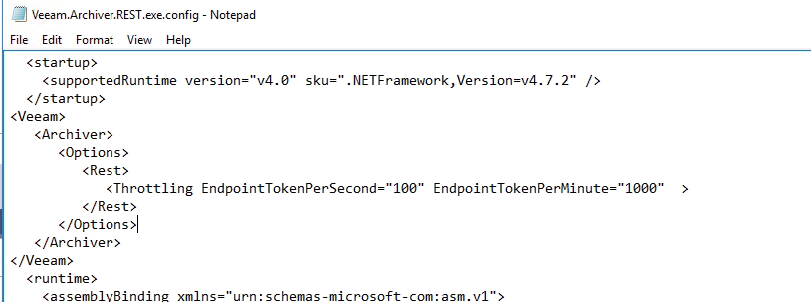 Veeam.Archiver.REST.exe.config - Notepad
File Edit Format View Help
<startup>
<supportedRuntime version="v4.0" sku=".NETFramework,Version=v4.7.2" />
</startup>
<Veeam>
<Archiver>
<Options>
<Rest>
<Throttling EndpointTokenPerSecond="100" EndpointTokenPerMinute="1000"  >
</Rest>
</Options>
</Archiver>
</Veeam>
<runtime>
<assemblyBinding xmlns="urn:schemas-microsoft-com:asm.v1">